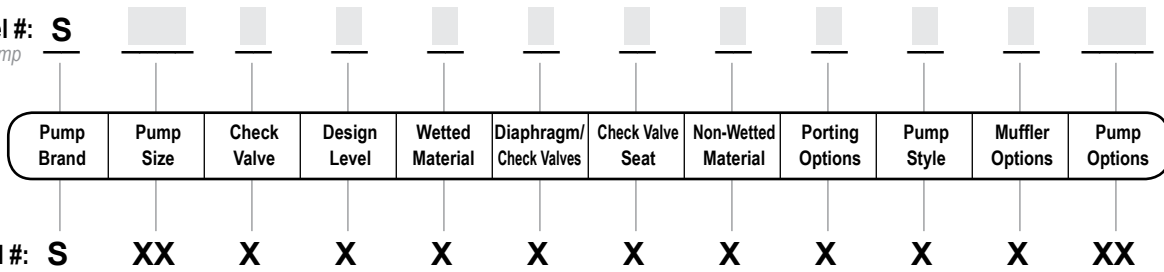 l #: S
mp
Pump Brand Pump Size Check Valve Design Level Wetted Material Diaphragm/ Check Valves Check Valve Seat Non-Wetted Material Porting Options Pump Style Muffler Options Pump Options
#: S XX X X X X X X X X X XX